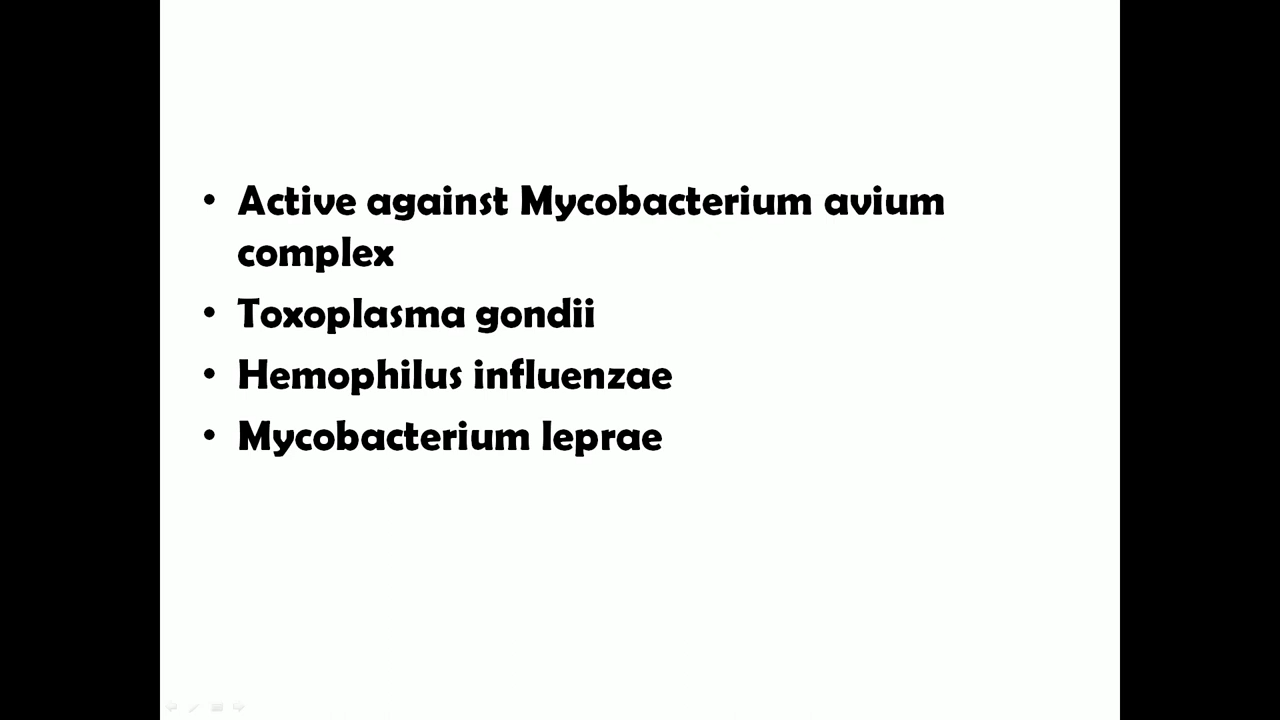 • Active against Mycobacterium avium
complex
• Toxoplasma gondii
• Hemophilus influenzae
• Mycobacterium leprae